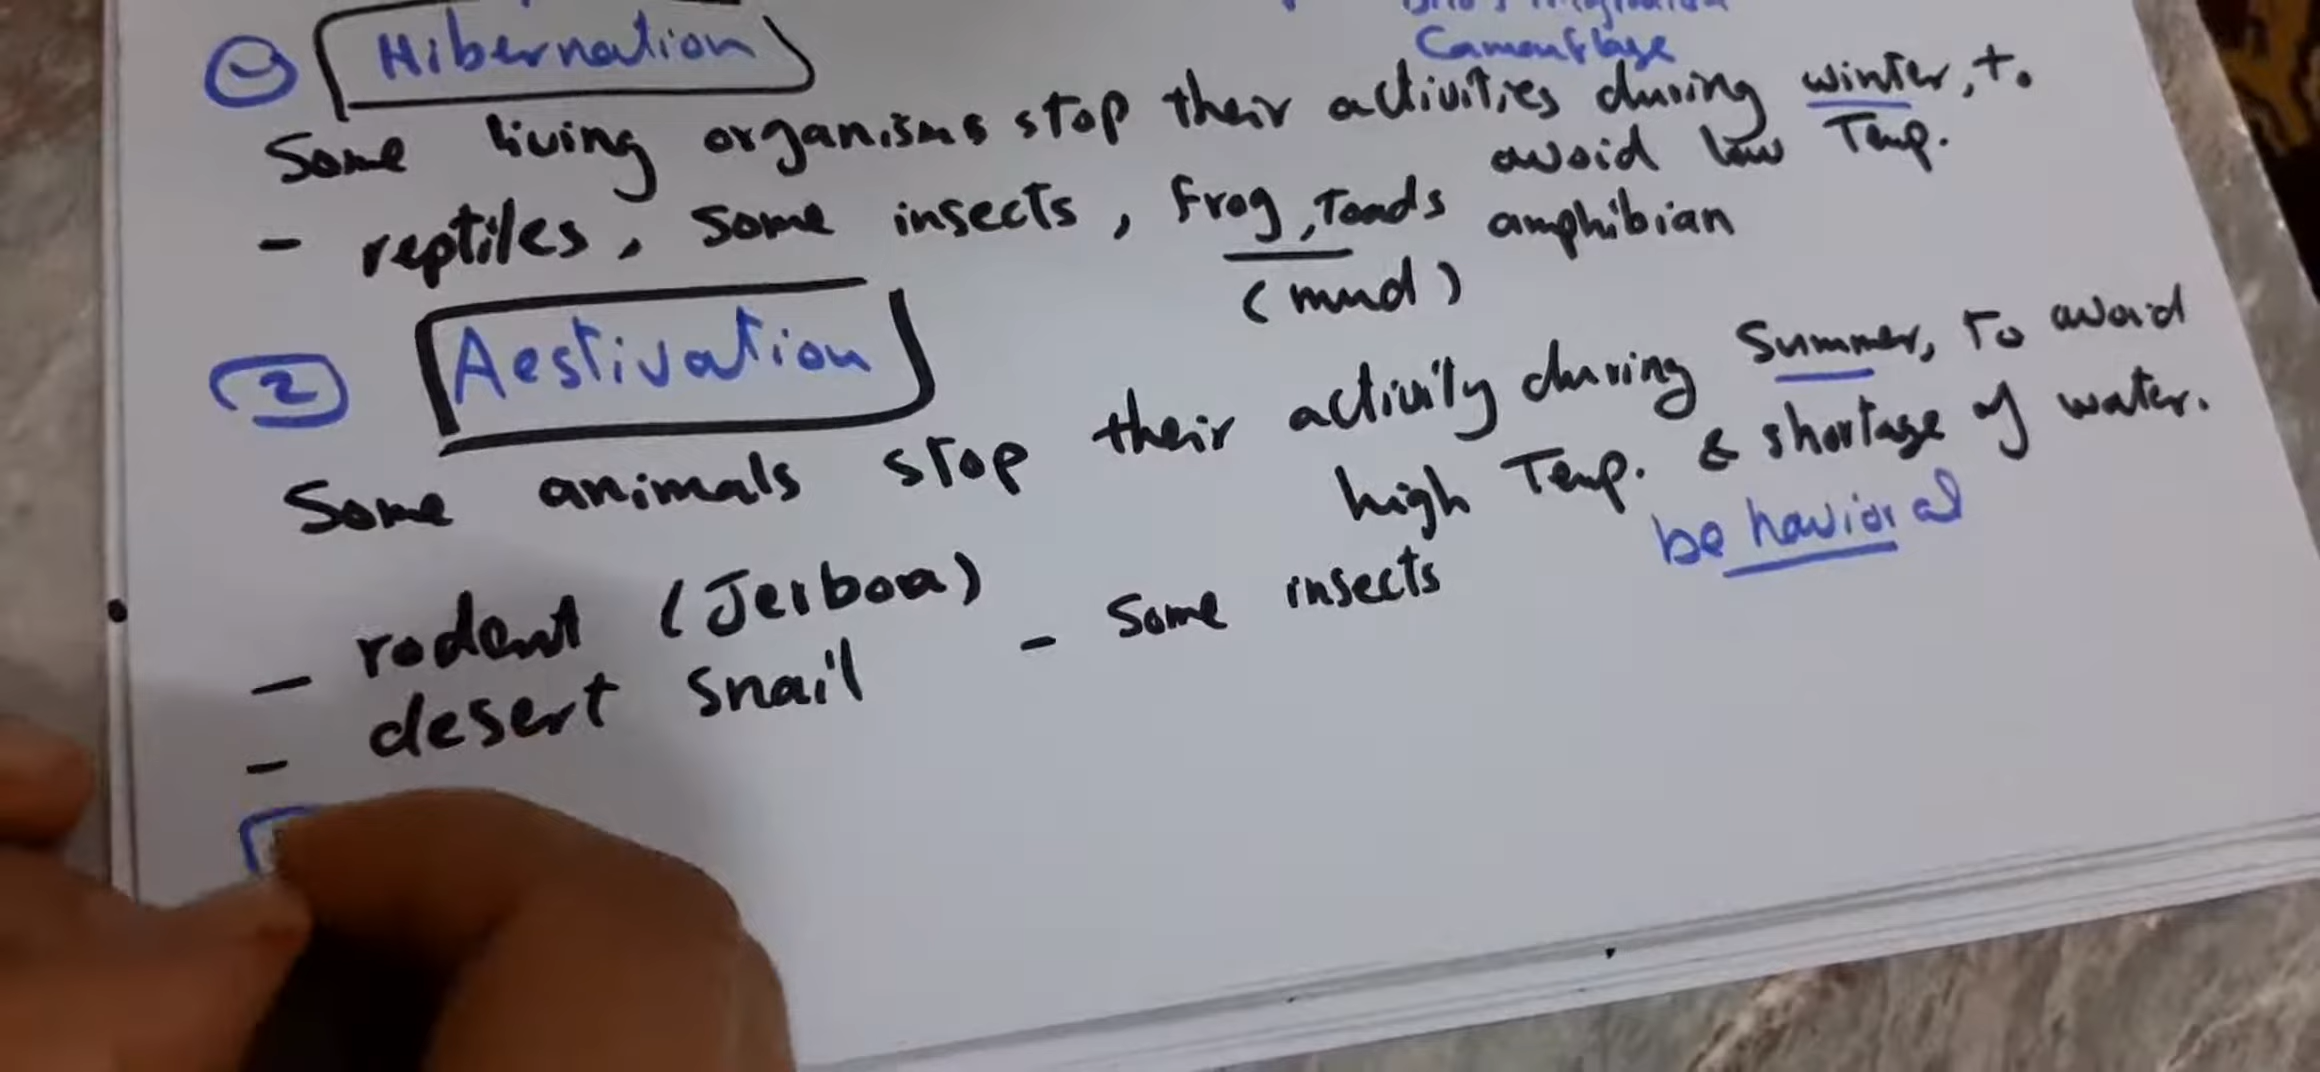 Camouflage
Hibernation
Some living organisms stop their activities during winter, to
avoid low Temp.
- reptiles, some insects, frog, Toads amphibian
(mud)
2 Aestivation
Some animals stop their activity during Summer, To avoid
high Temp. & shortage of water.
behavioral
- rodent (Jerboa)
- desert snail - Some insects